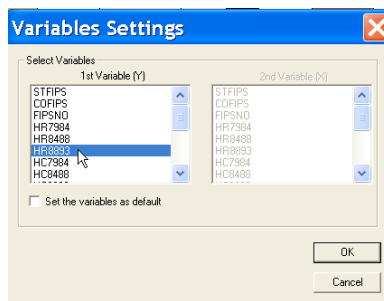 Variables Settings
Select Variables
1st Variable (Y)
2nd Variable (X)
STFIPS
COFIPS
FIPSNO
HR7984
HR8488
HR8893
HC7984
HC8488
STFIPS
COFIPS
FIPSNO
HR7984
HR8488
HR8893
HC7984
HC8488
Set the variables as default
OK
Cancel